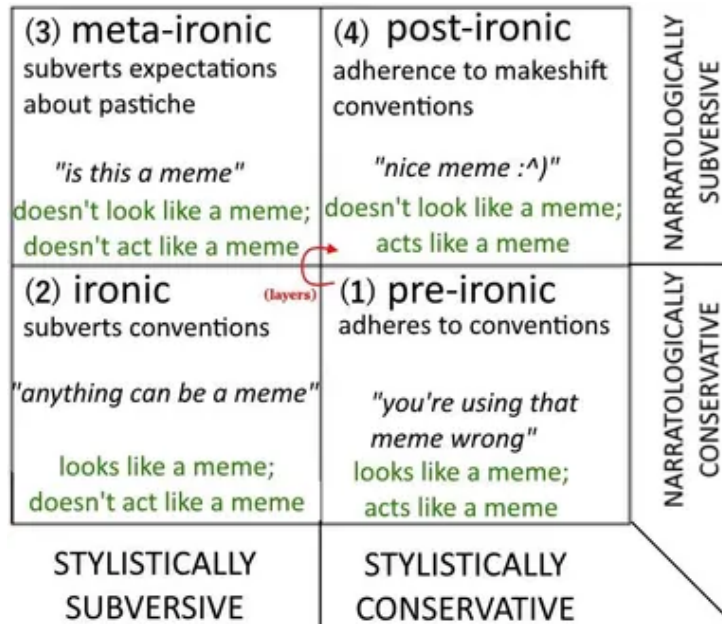 (3) meta-ironic
subverts expectations
about pastiche
"is this a meme"
doesn't look like a meme;
doesn't act like a meme
(4) post-ironic
adherence to makeshift
conventions
"nice meme :^)"
doesn't look like a meme;
acts like a meme
NARRATOLOGICALLY
SUBVERSIVE
(2) ironic
subverts conventions
"anything can be a meme"
looks like a meme;
doesn't act like a meme
(layers)
(1) pre-ironic
adheres to conventions
"you're using that
meme wrong"
looks like a meme;
acts like a meme
NARRATOLOGICALLY
CONSERVATIVE
STYLISTICALLY
SUBVERSIVE
STYLISTICALLY
CONSERVATIVE